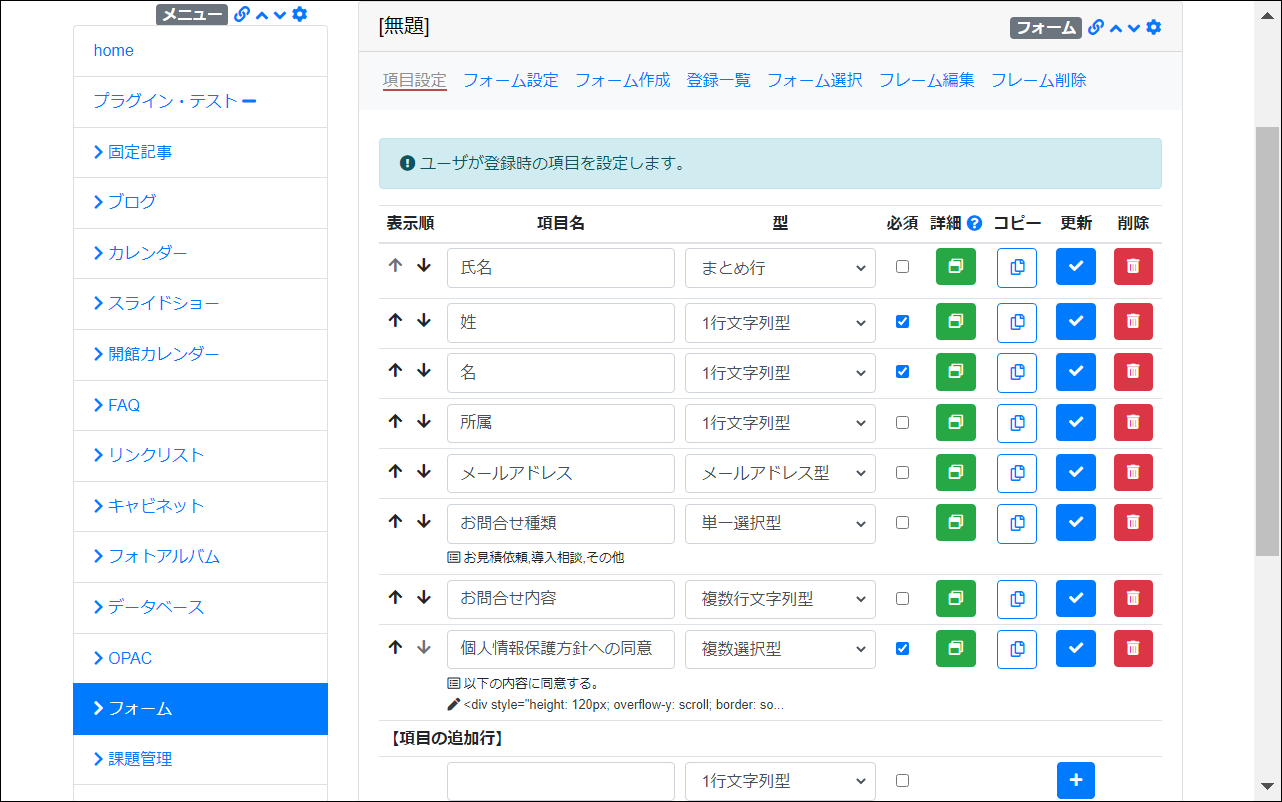 メニュー
home
プラグイン・テスト
固定記事
ブログ
カレンダー
スライドショー
開館カレンダー
FAQ
リンクリスト
キャビネット
フォトアルバム
データベース
OPAC
フォーム
課題管理
[無題]
フォーム
項目設定 フォーム設定 フォーム作成 登録一覧 フォーム選択 フレーム編集 フレーム削除
ユーザが登録時の項目を設定します。
表示順 項目名 型 必須 詳細 コピー 更新 削除
氏名 まとめ行
姓 1行文字列型
名 1行文字列型
所属 1行文字列型
メールアドレス メールアドレス型
お問合せ種類 単一選択型
お見積依頼,導入相談,その他
お問合せ内容 複数行文字列型
個人情報保護方針への同意 複数選択型
以下の内容に同意する。
<div style="height: 120px; overflow-y: scroll; border: so...
【項目の追加行】
1行文字列型